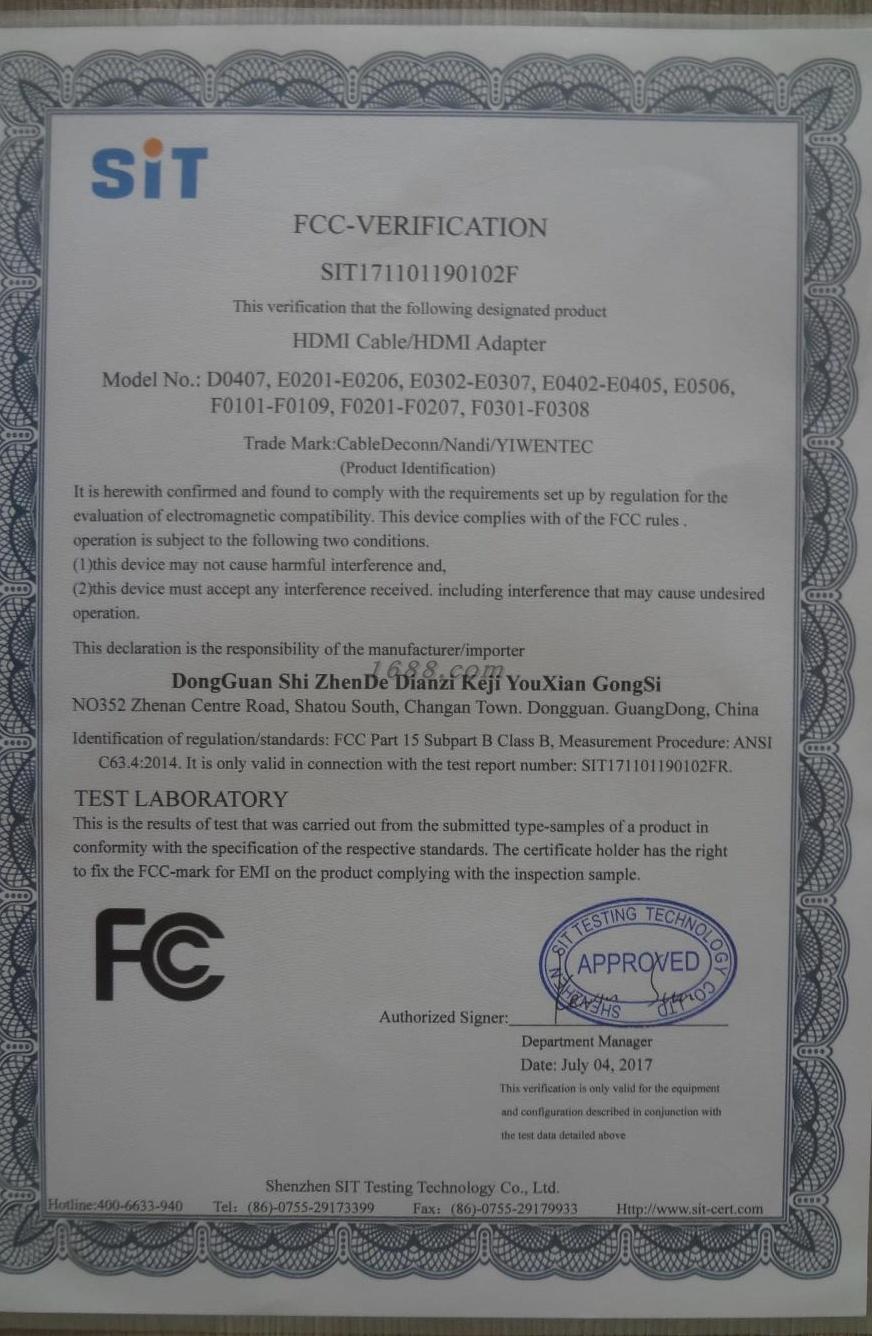 SiT
FCC-VERIFICATION
SIT171101190102F
This verification that the following designated product
HDMI Cable/HDMI Adapter
Model No.: D0407, E0201-E0206, E0302-E0307, E0402-E0405, E0506,
F0101-F0109, F0201-F0207, F0301-F0308
Trade Mark:CableDeconn/Nandi/YIWENTEC
(Product Identification)
It is herewith confirmed and found to comply with the requirements set up by regulation for the
evaluation of electromagnetic compatibility. This device complies with of the FCC rules .
operation is subject to the following two conditions.
(1)this device may not cause harmful interference and,
(2)this device must accept any interference received. including interference that may cause undesired
operation.
This declaration is the responsibility of the manufacturer/importer
1688.com
DongGuan Shi ZhenDe Dianzi Keji YouXian GongSi
NO352 Zhenan Centre Road, Shatou South, Changan Town. Dongguan. GuangDong, China
Identification of regulation/standards: FCC Part 15 Subpart B Class B, Measurement Procedure: ANSI
C63.4:2014. It is only valid in connection with the test report number: SIT171101190102FR.
TEST LABORATORY
This is the results of test that was carried out from the submitted type-samples of a product in
conformity with the specification of the respective standards. The certificate holder has the right
to fix the FCC-mark for EMI on the product complying with the inspection sample.
FCC
SHENZHEN SIT TESTING TECHNOLOGY CO LTD
APPROVED
Authorized Signer:
Department Manager
Date: July 04, 2017
This verification is only valid for the equipment
and configuration described in conjunction with
the test data detailed above
Shenzhen SIT Testing Technology Co., Ltd.
Hotline:400-6633-940 Tel: (86)-0755-29173399 Fax: (86)-0755-29179933 Http://www.sit-cert.com